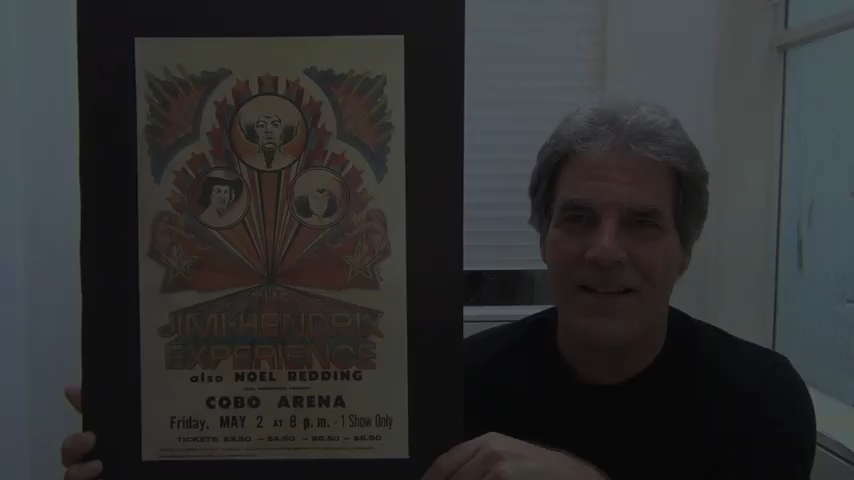 THE
JIMI HENDRIX
EXPERIENCE
also NOEL REDDING
COBO ARENA
Friday, MAY 2 AT 8 p.m. - 1 Show Only
TICKETS $3.50 - $4.50 - $5.50 - $6.50